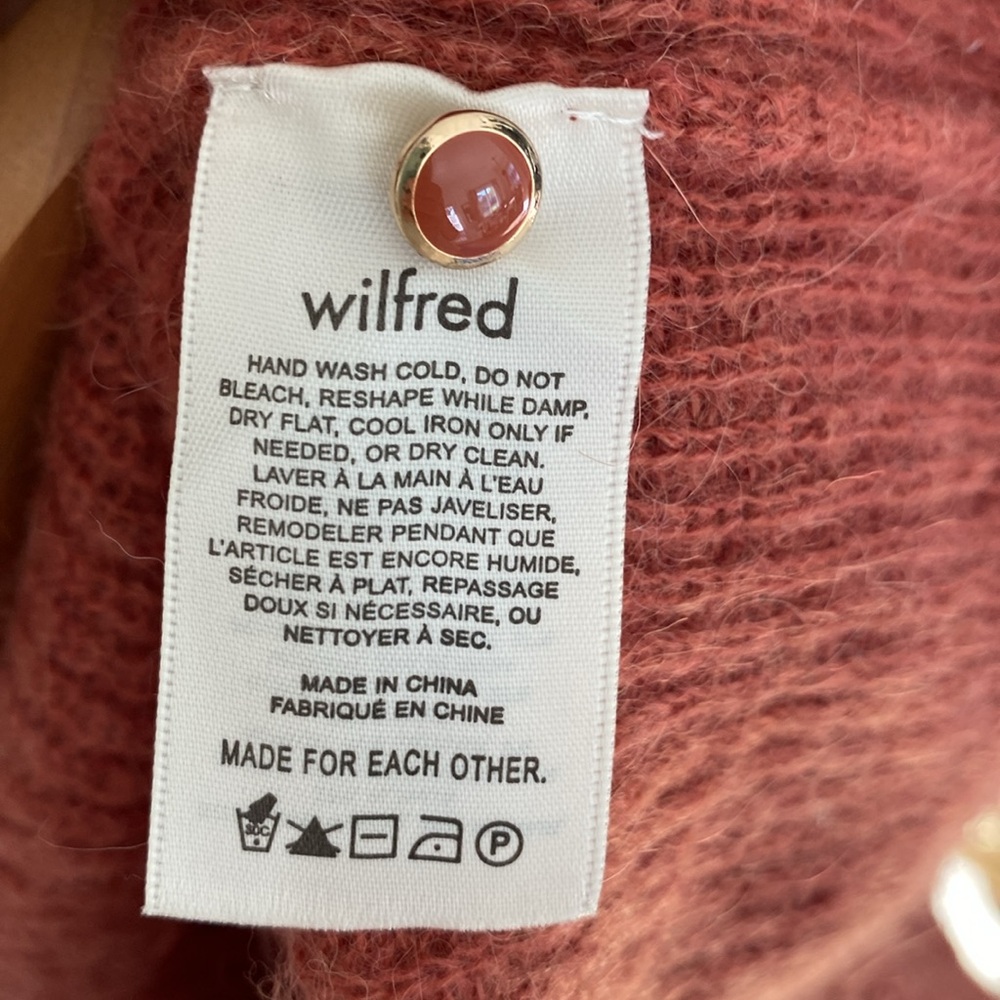 wilfred
HAND WASH COLD, DO NOT
BLEACH, RESHAPE WHILE DAMP,
DRY FLAT, COOL IRON ONLY IF
NEEDED, OR DRY CLEAN.
LAVER À LA MAIN À L'EAU
FROIDE, NE PAS JAVELISER,
REMODELER PENDANT QUE
L'ARTICLE EST ENCORE HUMIDE,
SÉCHER À PLAT, REPASSAGE
DOUX SI NÉCESSAIRE, OU
NETTOYER À SEC.
MADE IN CHINA
FABRIQUÉ EN CHINE
MADE FOR EACH OTHER.
P